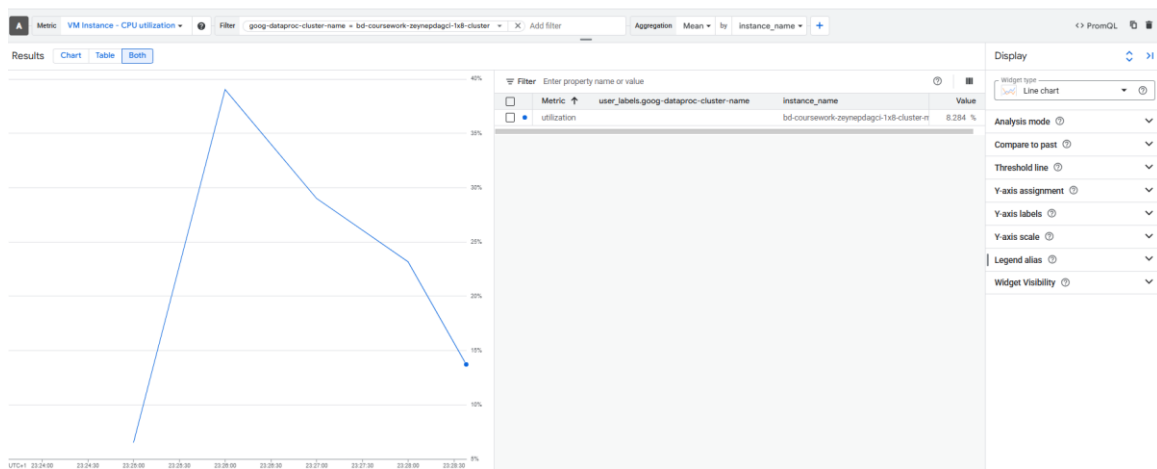 A Metric VM Instance - CPU utilization Filter goog-dataproc-cluster-name = bd-coursework-zeynepdagci-1x8-cluster Add filter Aggregation Mean by instance_name + <> PromQL
Results Chart Table Both
Display
40%
35%
30%
25%
20%
15%
10%
5%
UTC+1 23:24:00 23:24:30 23:25:00 23:25:30 23:26:00 23:26:30 23:27:00 23:27:30 23:28:00 23:28:30
Filter Enter property name or value
Metric user_labels.goog-dataproc-cluster-name instance_name Value
utilization bd-coursework-zeynepdagci-1x8-cluster-m 8.284 %
Widget type
Line chart
Analysis mode
Compare to past
Threshold line
Y-axis assignment
Y-axis labels
Y-axis scale
Legend alias
Widget Visibility